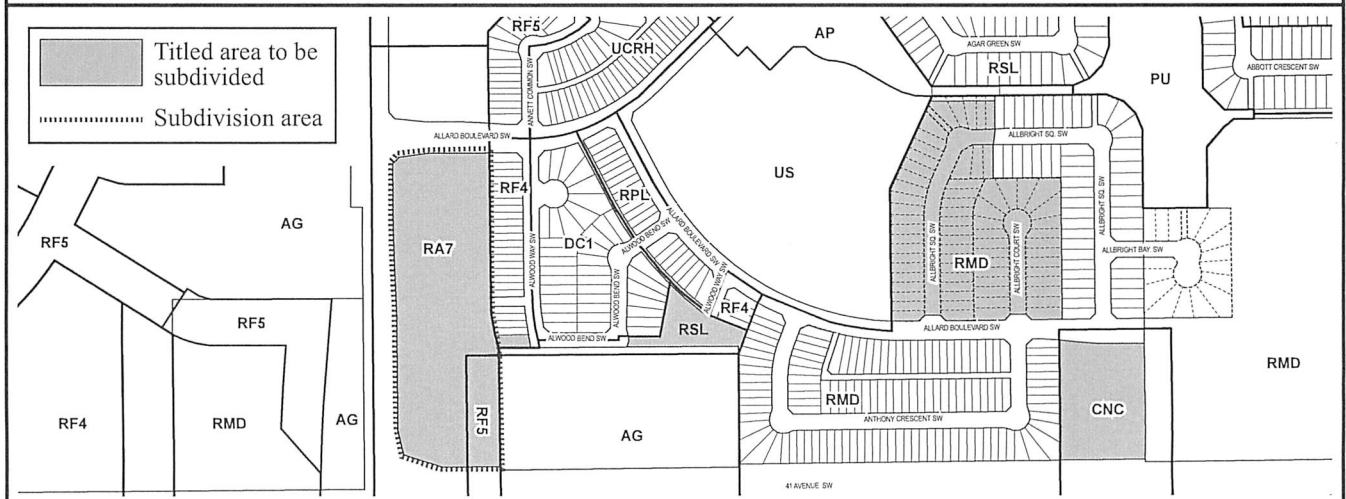 Titled area to be
subdivided
Subdivision area
RF5
UCRH
AP
AGAR GREEN SW
RSL
PU
ABBOTT CRESCENT SW
ANNETT COMMON SW
ALLARD BOULEVARD SW
ALLBRIGHT SQ. SW
AG
RF5
RA7
RF4
ALWOOD WAY SW
DC1
RPL
ALWOOD BEND SW
ALLARD BOULEVARD SW
US
ALLBRIGHT SQ. SW
RMD
ALLBRIGHT COURT SW
ALLBRIGHT SQ. SW
ALLBRIGHT BAY. SW
ALWOOD BEND SW
ALWOOD WAY SW
RF4
RSL
ALWOOD BEND SW
ALLARD BOULEVARD SW
RF5
RF4
RMD
AG
RF5
AG
RMD
ANTHONY CRESCENT SW
CNC
RMD
41 AVENUE SW